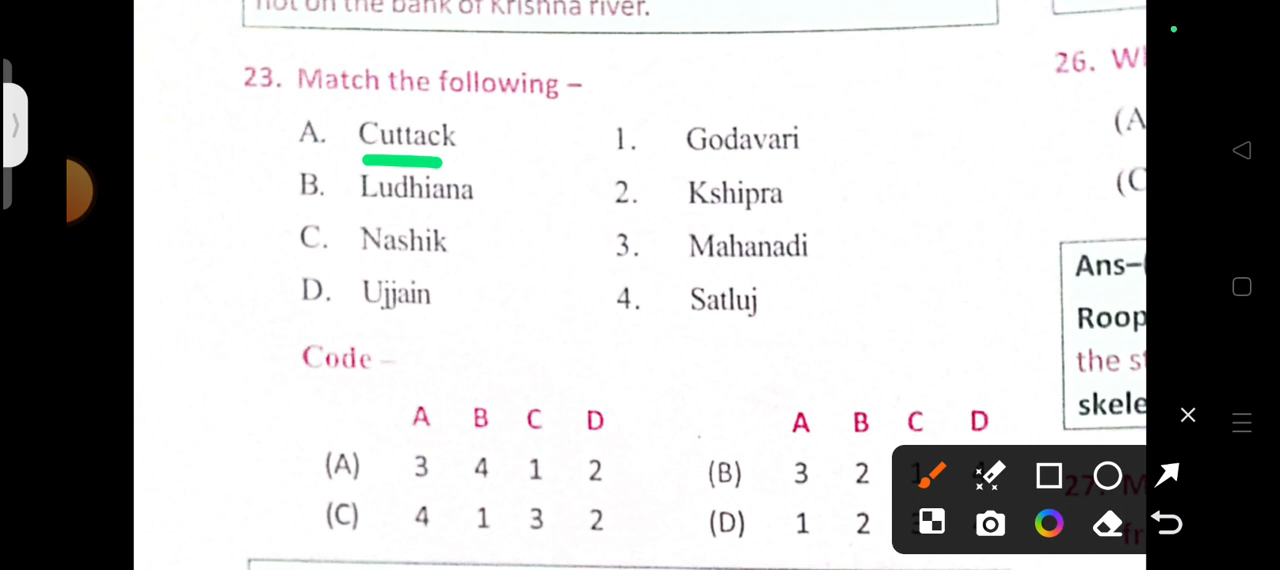 not on the bank of Krishna river.
23. Match the following –
A. Cuttack 1. Godavari
B. Ludhiana 2. Kshipra
C. Nashik 3. Mahanadi
D. Ujjain 4. Satluj
Code –
A B C D A B C D
(A) 3 4 1 2 (B) 3 2 1
(C) 4 1 3 2 (D) 1 2
26.
(A
(C
Ans–
Roop
the
skele
27.